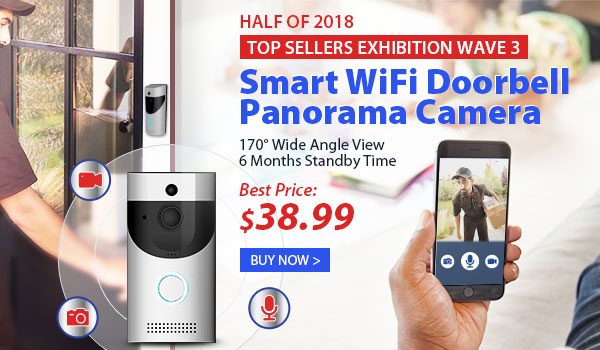 HALF OF 2018
TOP SELLERS EXHIBITION WAVE 3
Smart WiFi Doorbell
Panorama Camera
170° Wide Angle View
6 Months Standby Time
Best Price:
$38.99
BUY NOW >